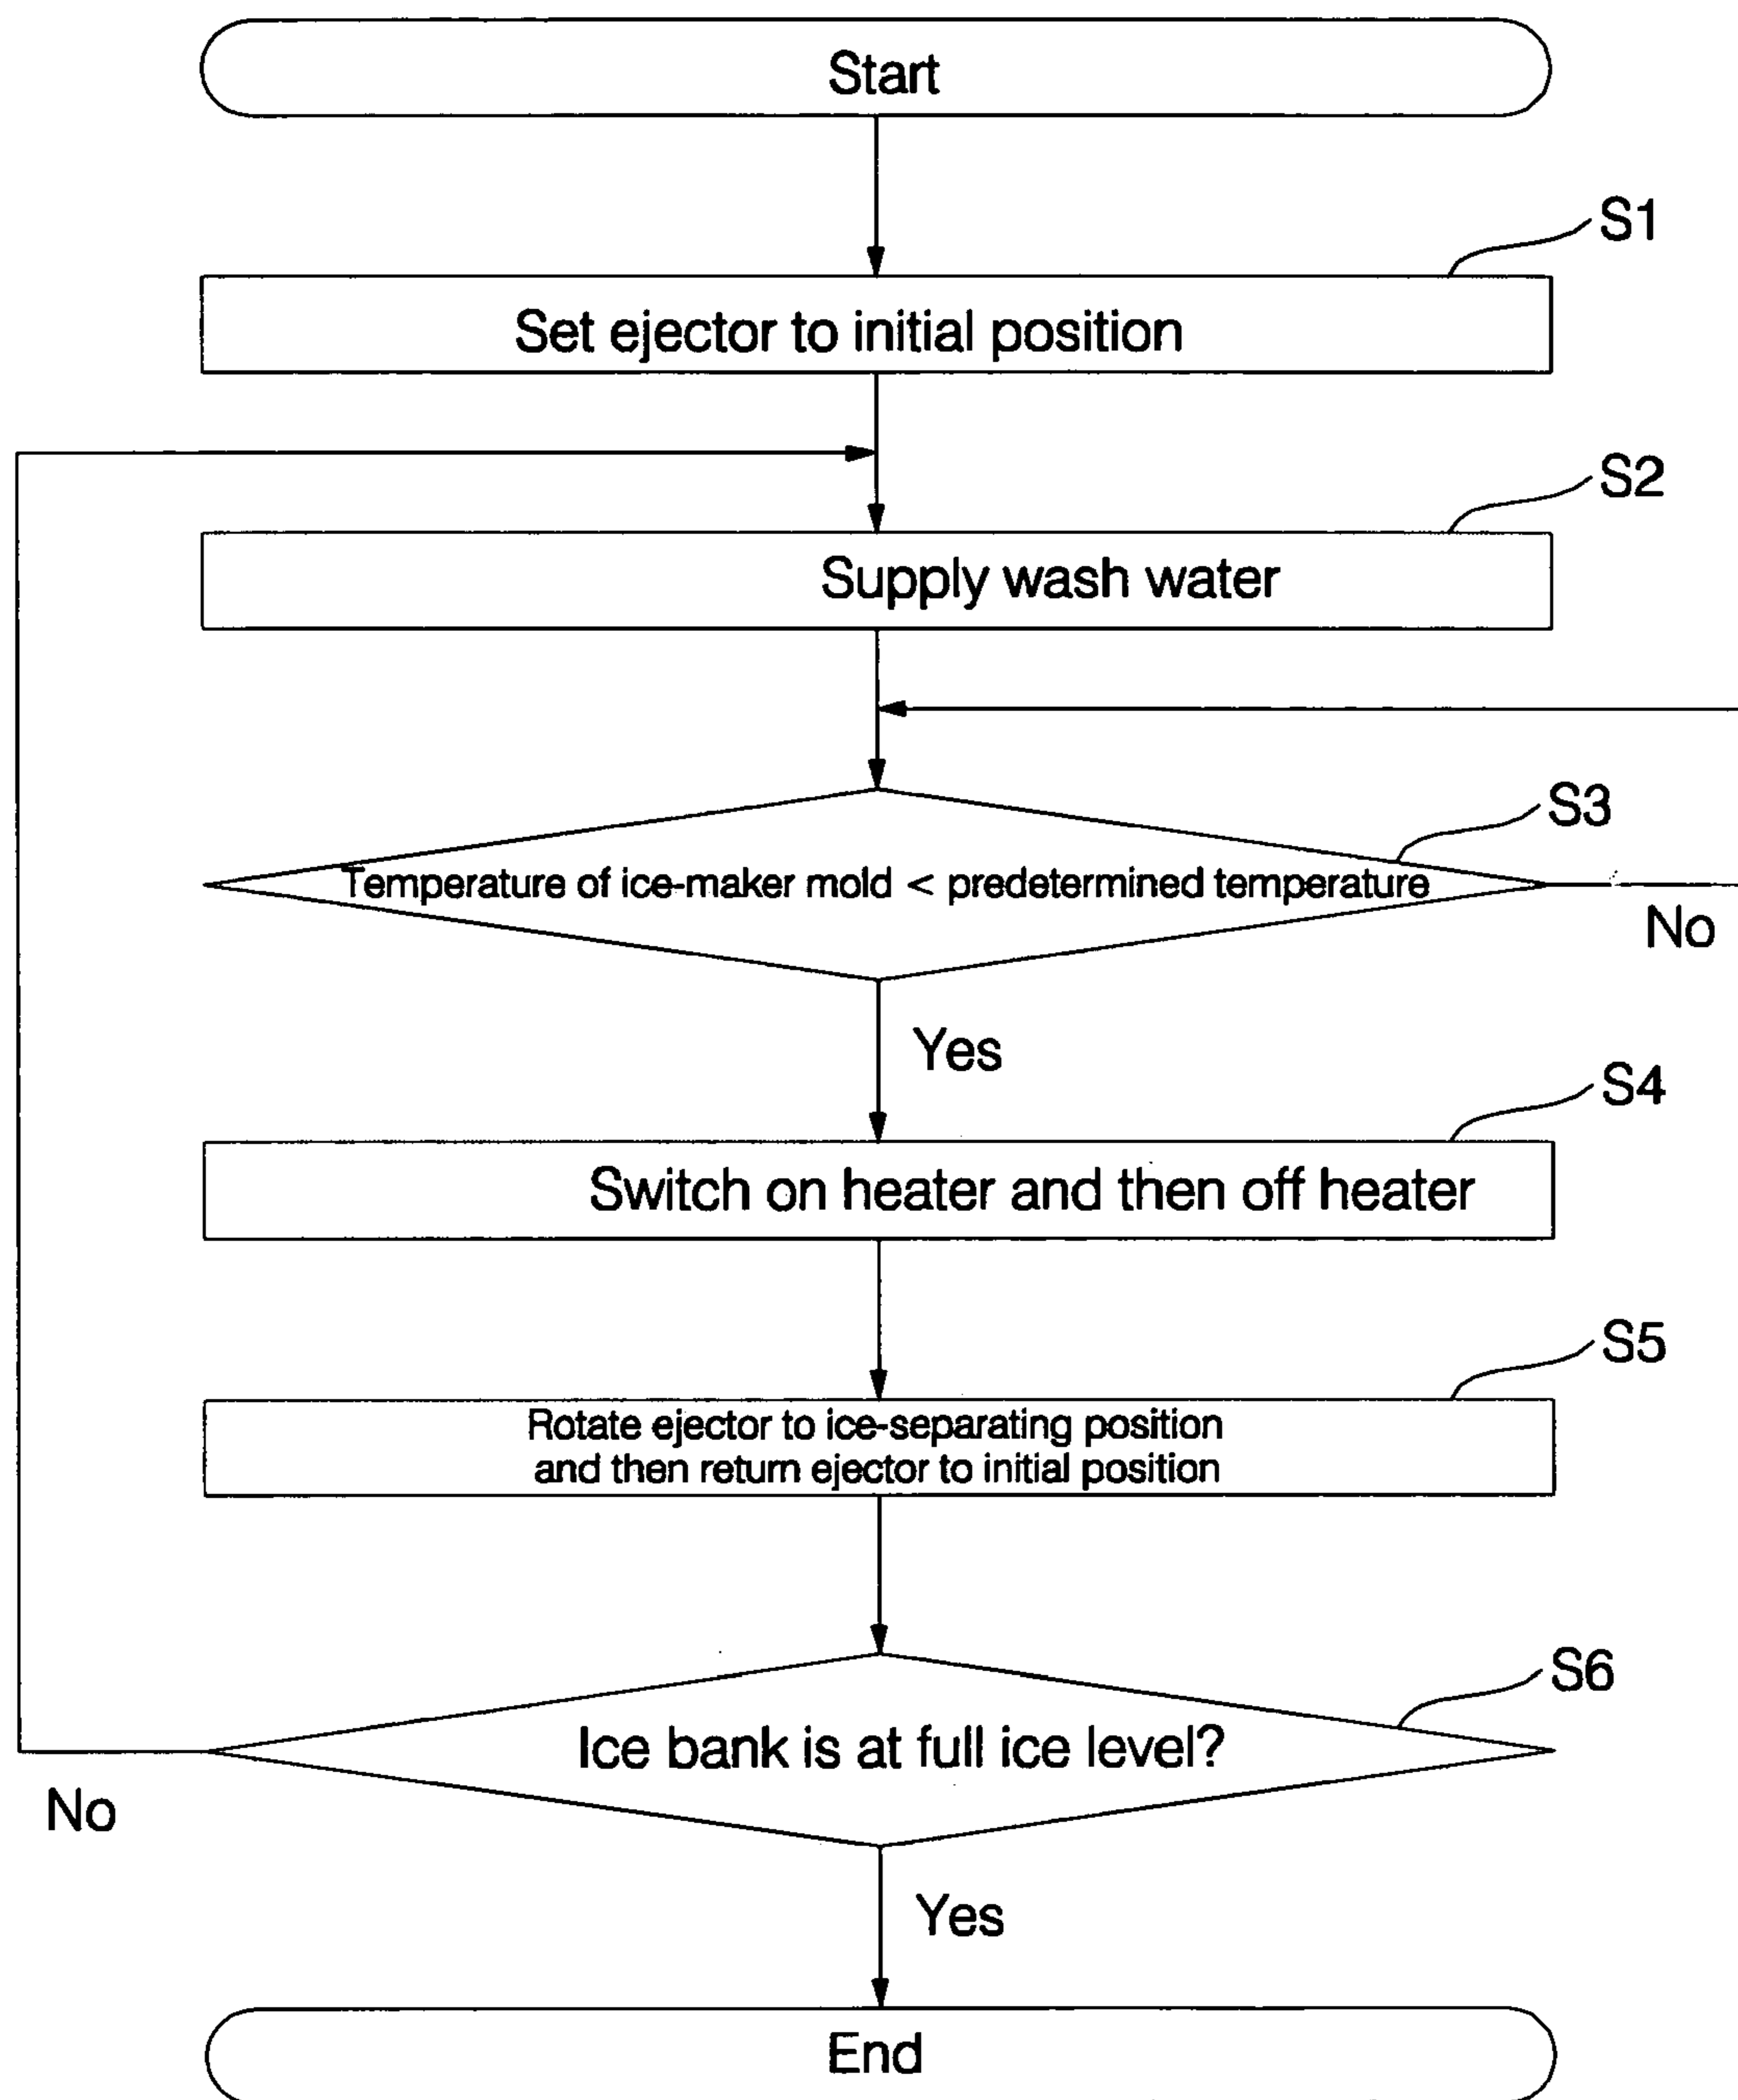 Start
S1
Set ejector to initial position
S2
Supply wash water
S3
Temperature of ice-maker mold < predetermined temperature
No
Yes
S4
Switch on heater and then off heater
S5
Rotate ejector to ice-separating position
and then return ejector to initial position
S6
Ice bank is at full ice level?
No
Yes
End